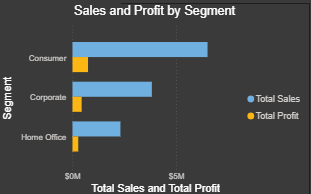 Sales and Profit by Segment
Segment
Consumer
Corporate
Home Office
$0M
$5M
Total Sales and Total Profit
Total Sales
Total Profit